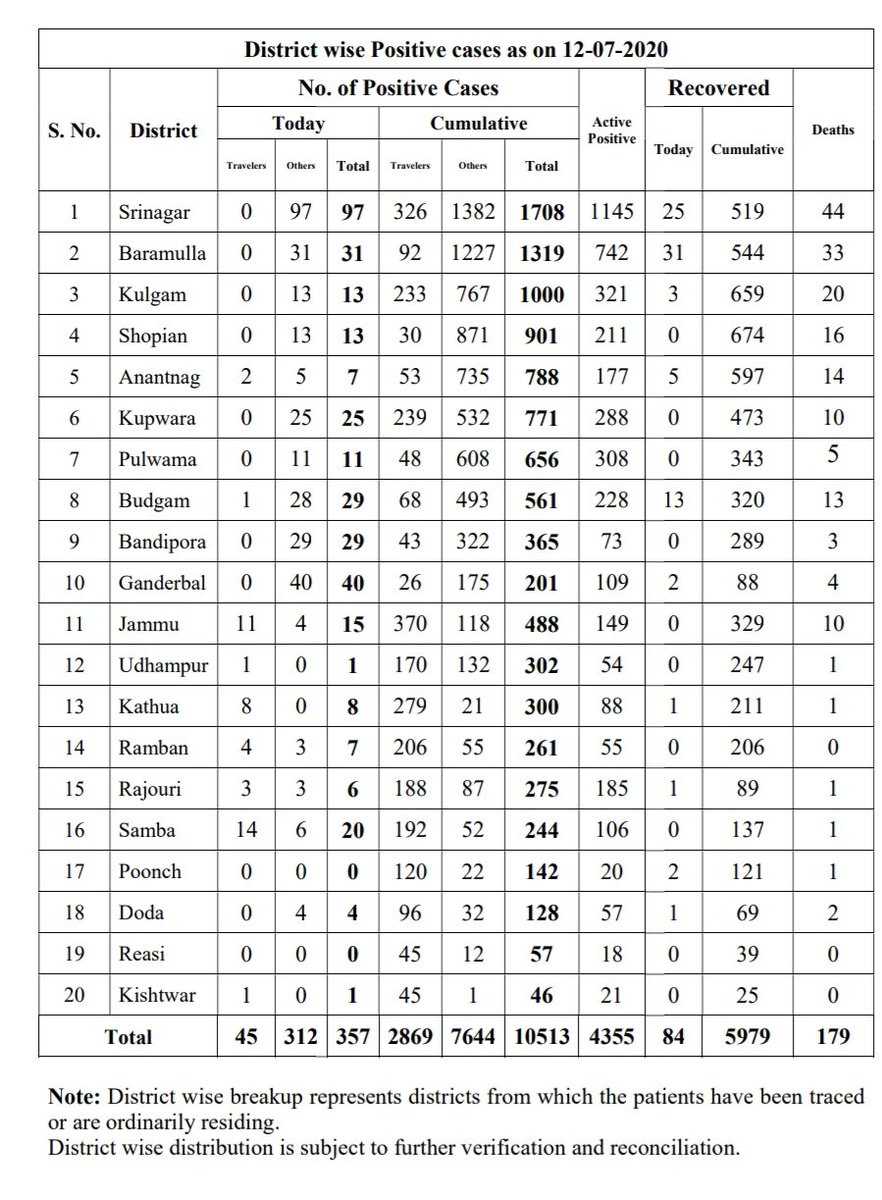 District wise Positive cases as on 12-07-2020
S. No. District No. of Positive Cases Active Positive Recovered Deaths
Today Cumulative Today Cumulative
Travelers Others Total Travelers Others Total
1 Srinagar 0 97 97 326 1382 1708 1145 25 519 44
2 Baramulla 0 31 31 92 1227 1319 742 31 544 33
3 Kulgam 0 13 13 233 767 1000 321 3 659 20
4 Shopian 0 13 13 30 871 901 211 0 674 16
5 Anantnag 2 5 7 53 735 788 177 5 597 14
6 Kupwara 0 25 25 239 532 771 288 0 473 10
7 Pulwama 0 11 11 48 608 656 308 0 343 5
8 Budgam 1 28 29 68 493 561 228 13 320 13
9 Bandipora 0 29 29 43 322 365 73 0 289 3
10 Ganderbal 0 40 40 26 175 201 109 2 88 4
11 Jammu 11 4 15 370 118 488 149 0 329 10
12 Udhampur 1 0 1 170 132 302 54 0 247 1
13 Kathua 8 0 8 279 21 300 88 1 211 1
14 Ramban 4 3 7 206 55 261 55 0 206 0
15 Rajouri 3 3 6 188 87 275 185 1 89 1
16 Samba 14 6 20 192 52 244 106 0 137 1
17 Poonch 0 0 0 120 22 142 20 2 121 1
18 Doda 0 4 4 96 32 128 57 1 69 2
19 Reasi 0 0 0 45 12 57 18 0 39 0
20 Kishtwar 1 0 1 45 1 46 21 0 25 0
Total 45 312 357 2869 7644 10513 4355 84 5979 179
Note: District wise breakup represents districts from which the patients have been traced
or are ordinarily residing.
District wise distribution is subject to further verification and reconciliation.